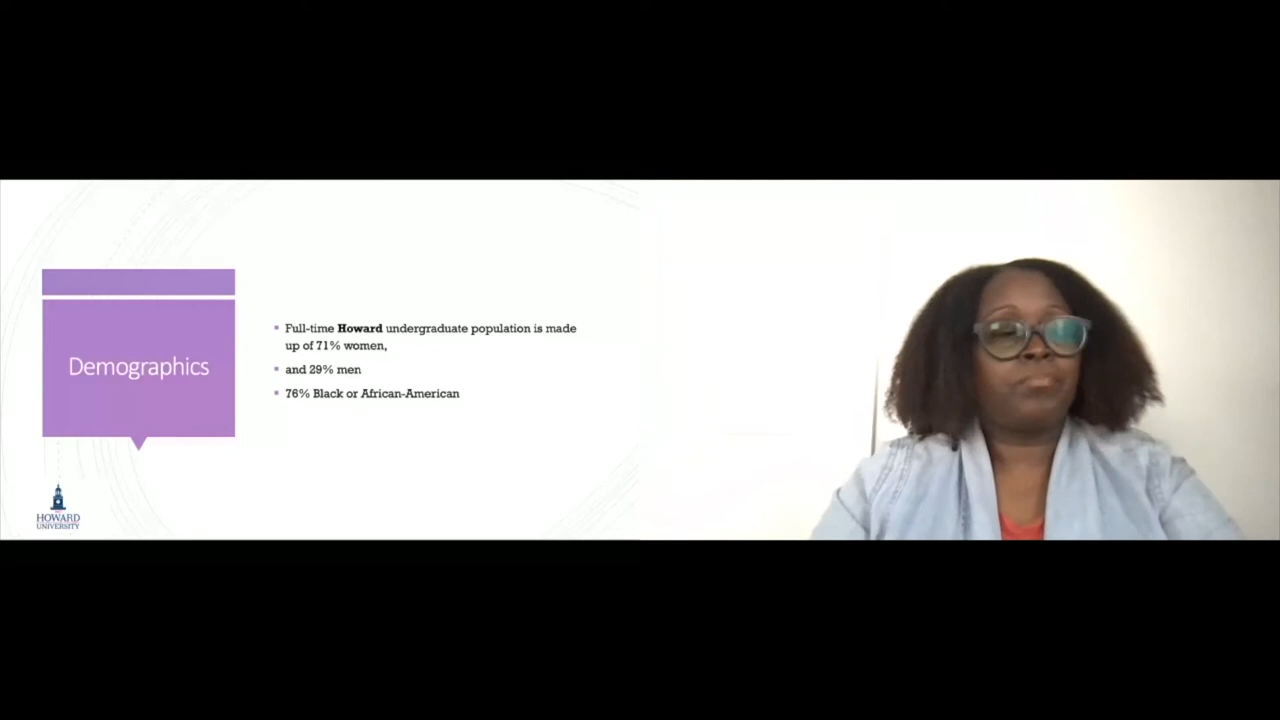 Demographics
Full-time Howard undergraduate population is made
up of 71% women,
and 29% men
76% Black or African-American
HOWARD
UNIVERSITY